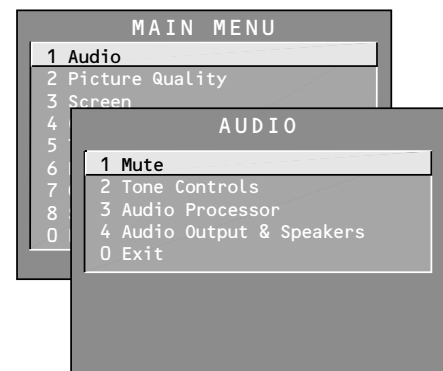 MAIN MENU
1 Audio
2 Picture Quality
3 Screen
4
5
6
7
8
0
AUDIO
1 Mute
2 Tone Controls
3 Audio Processor
4 Audio Output & Speakers
0 Exit